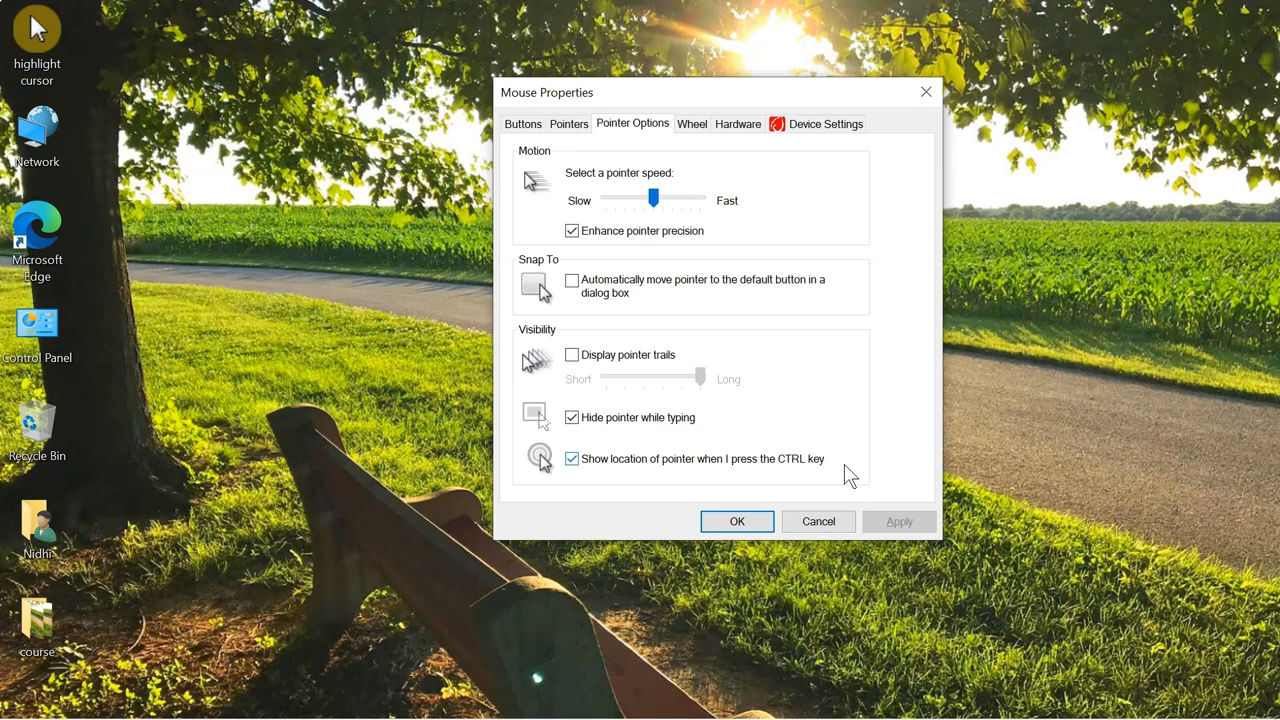 highlight
cursor
Network
Microsoft
Edge
Control Panel
Recycle Bin
Nidhi
course
Mouse Properties
Buttons Pointers Pointer Options Wheel Hardware Device Settings
Motion
Select a pointer speed:
Slow Fast
Enhance pointer precision
Snap To
Automatically move pointer to the default button in a
dialog box
Visibility
Display pointer trails
Short Long
Hide pointer while typing
Show location of pointer when I press the CTRL key
OK Cancel Apply